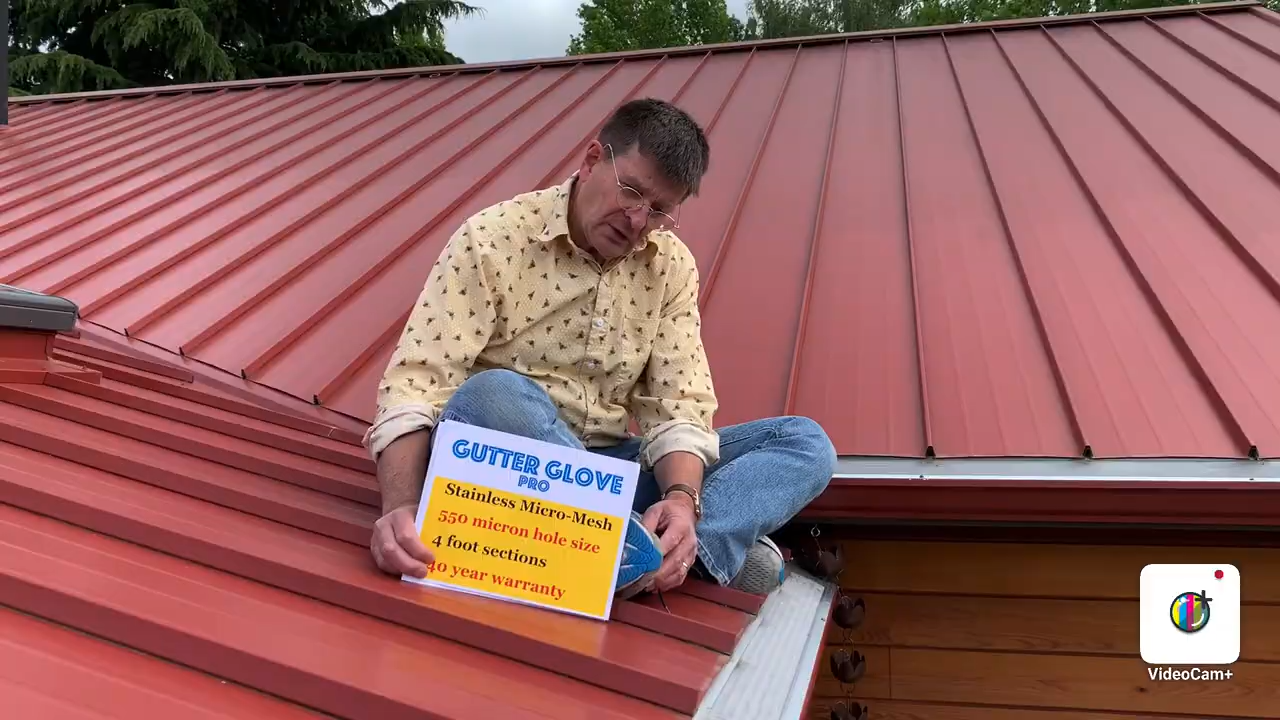 GUTTER GLOVE
PRO
Stainless Micro-Mesh
550 micron hole size
4 foot sections
40 year warranty
VideoCam+